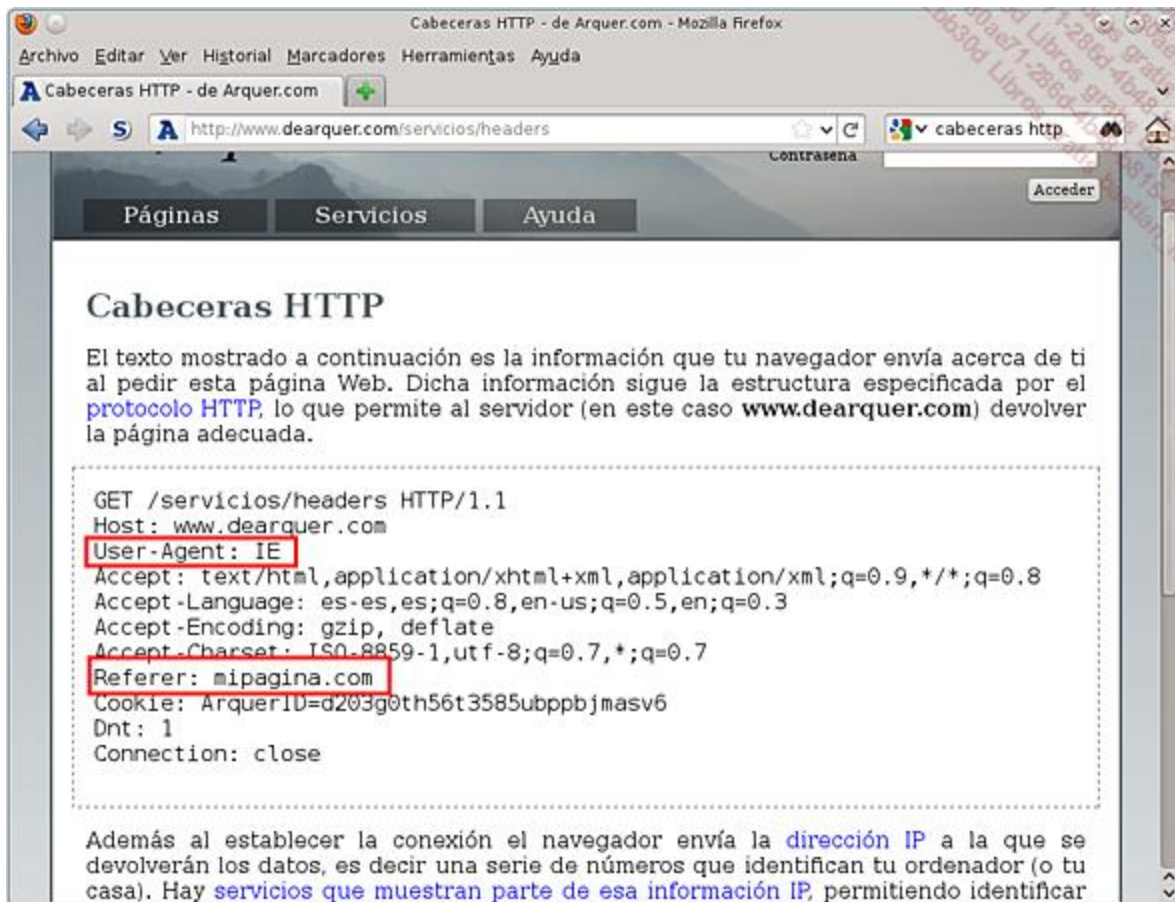 Cabeceras HTTP - de Arquer.com - Mozilla Firefox
Archivo Editar Ver Historial Marcadores Herramientas Ayuda
Cabeceras HTTP - de Arquer.com
http://www.dearquer.com/servicios/headers
cabeceras http
Contraseña
Acceder
Páginas Servicios Ayuda
Cabeceras HTTP
El texto mostrado a continuación es la información que tu navegador envía acerca de ti
al pedir esta página Web. Dicha información sigue la estructura especificada por el
protocolo HTTP, lo que permite al servidor (en este caso www.dearquer.com) devolver
la página adecuada.
GET /servicios/headers HTTP/1.1
Host: www.dearquer.com
User-Agent: IE
Accept: text/html,application/xhtml+xml,application/xml;q=0.9,*/*;q=0.8
Accept-Language: es-es,es;q=0.8,en-us;q=0.5,en;q=0.3
Accept-Encoding: gzip, deflate
Accept-Charset: ISO-8859-1,utf-8;q=0.7,*;q=0.7
Referer: mipagina.com
Cookie: ArquerID=d203g0th56t3585ubppbjmasv6
Dnt: 1
Connection: close
Además al establecer la conexión el navegador envía la dirección IP a la que se
devolverán los datos, es decir una serie de números que identifican tu ordenador (o tu
casa). Hay servicios que muestran parte de esa información IP, permitiendo identificar